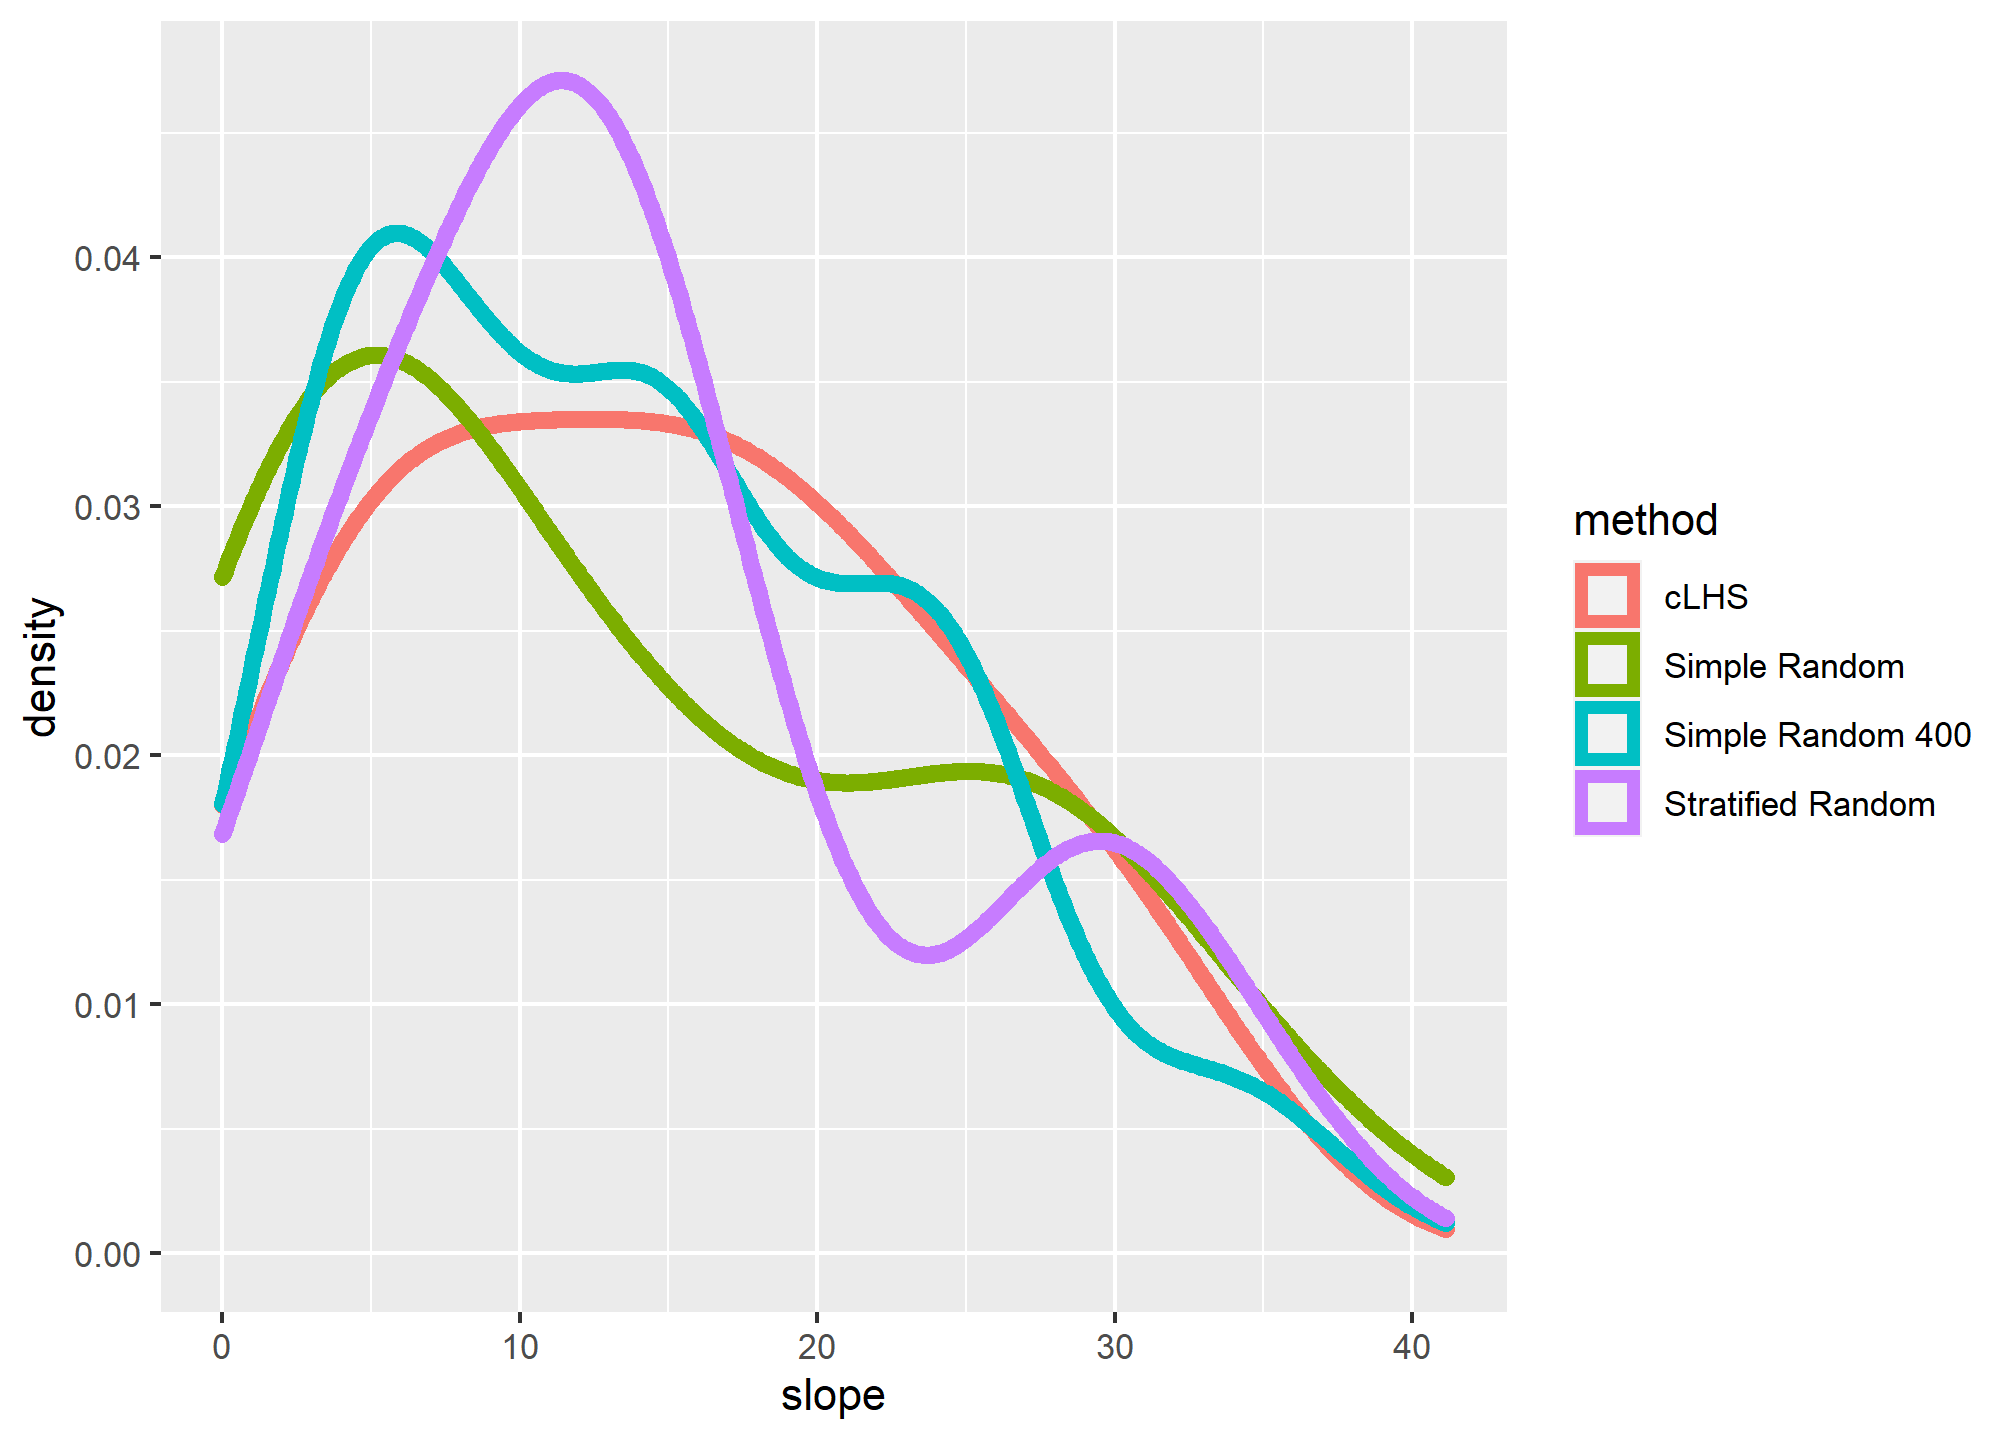 density
0.04
0.03
0.02
0.01
0.00
0
10
20
30
40
slope
method
cLHS
Simple Random
Simple Random 400
Stratified Random